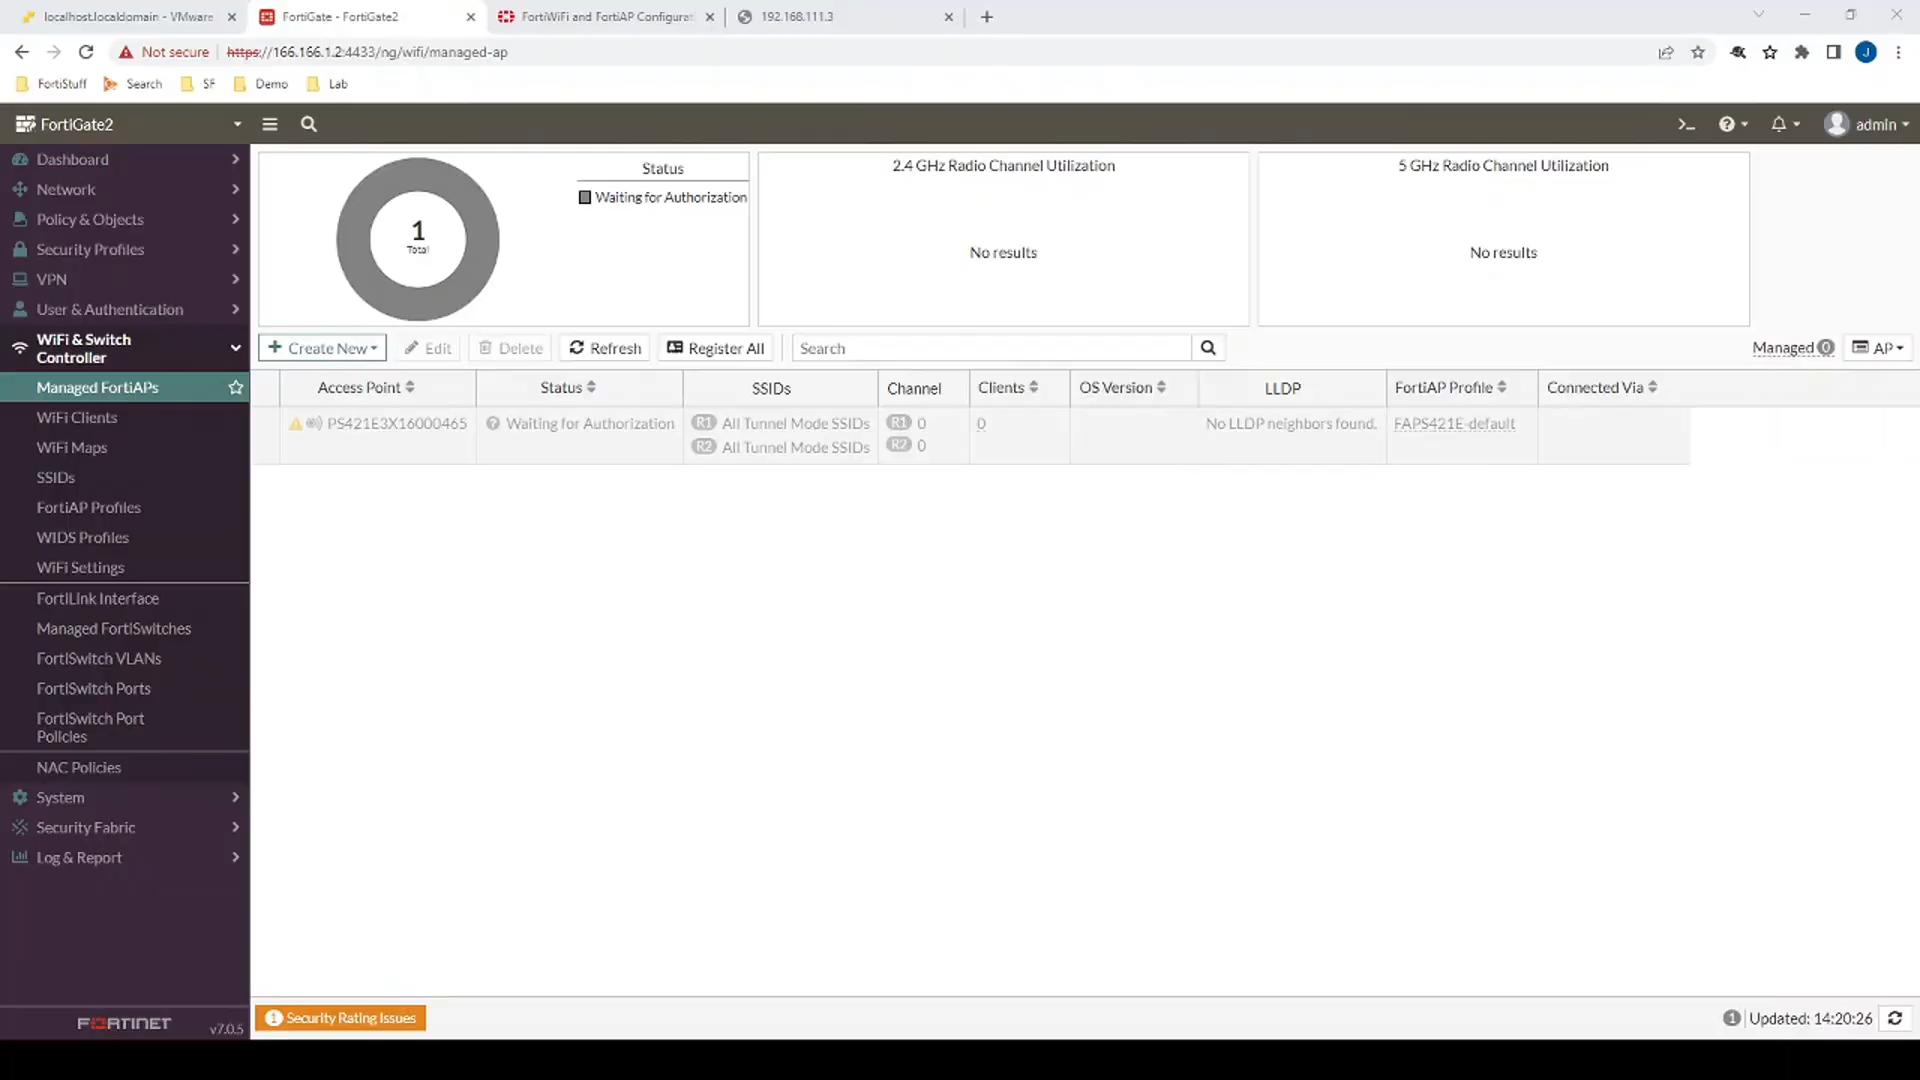 localhost.localdomain - VMware
FortiGate - FortiGate2
FortiWiFi and FortiAP Configurat
192.168.111.3
Not secure
https://166.166.1.2:4433/ng/wifi/managed-ap
J
FortiStuff
Search
SF
Demo
Lab
FortiGate2
admin
Dashboard
Network
Policy & Objects
Security Profiles
VPN
User & Authentication
WiFi & Switch
Controller
Managed FortiAPs
WiFi Clients
WiFi Maps
SSIDs
FortiAP Profiles
WIDS Profiles
WiFi Settings
FortiLink Interface
Managed FortiSwitches
FortiSwitch VLANs
FortiSwitch Ports
FortiSwitch Port
Policies
NAC Policies
System
Security Fabric
Log & Report
FORTINET
v7.0.5
1
Total
Status
Waiting for Authorization
2.4 GHz Radio Channel Utilization
No results
5 GHz Radio Channel Utilization
No results
Create New
Edit
Delete
Refresh
Register All
Search
Managed 0
AP
Access Point
Status
SSIDs
Channel
Clients
OS Version
LLDP
FortiAP Profile
Connected Via
PS421E3X16000465
Waiting for Authorization
R1 All Tunnel Mode SSIDs
R2 All Tunnel Mode SSIDs
R1 0
R2 0
0
No LLDP neighbors found.
FAPS421E-default
1 Security Rating Issues
1 Updated: 14:20:26